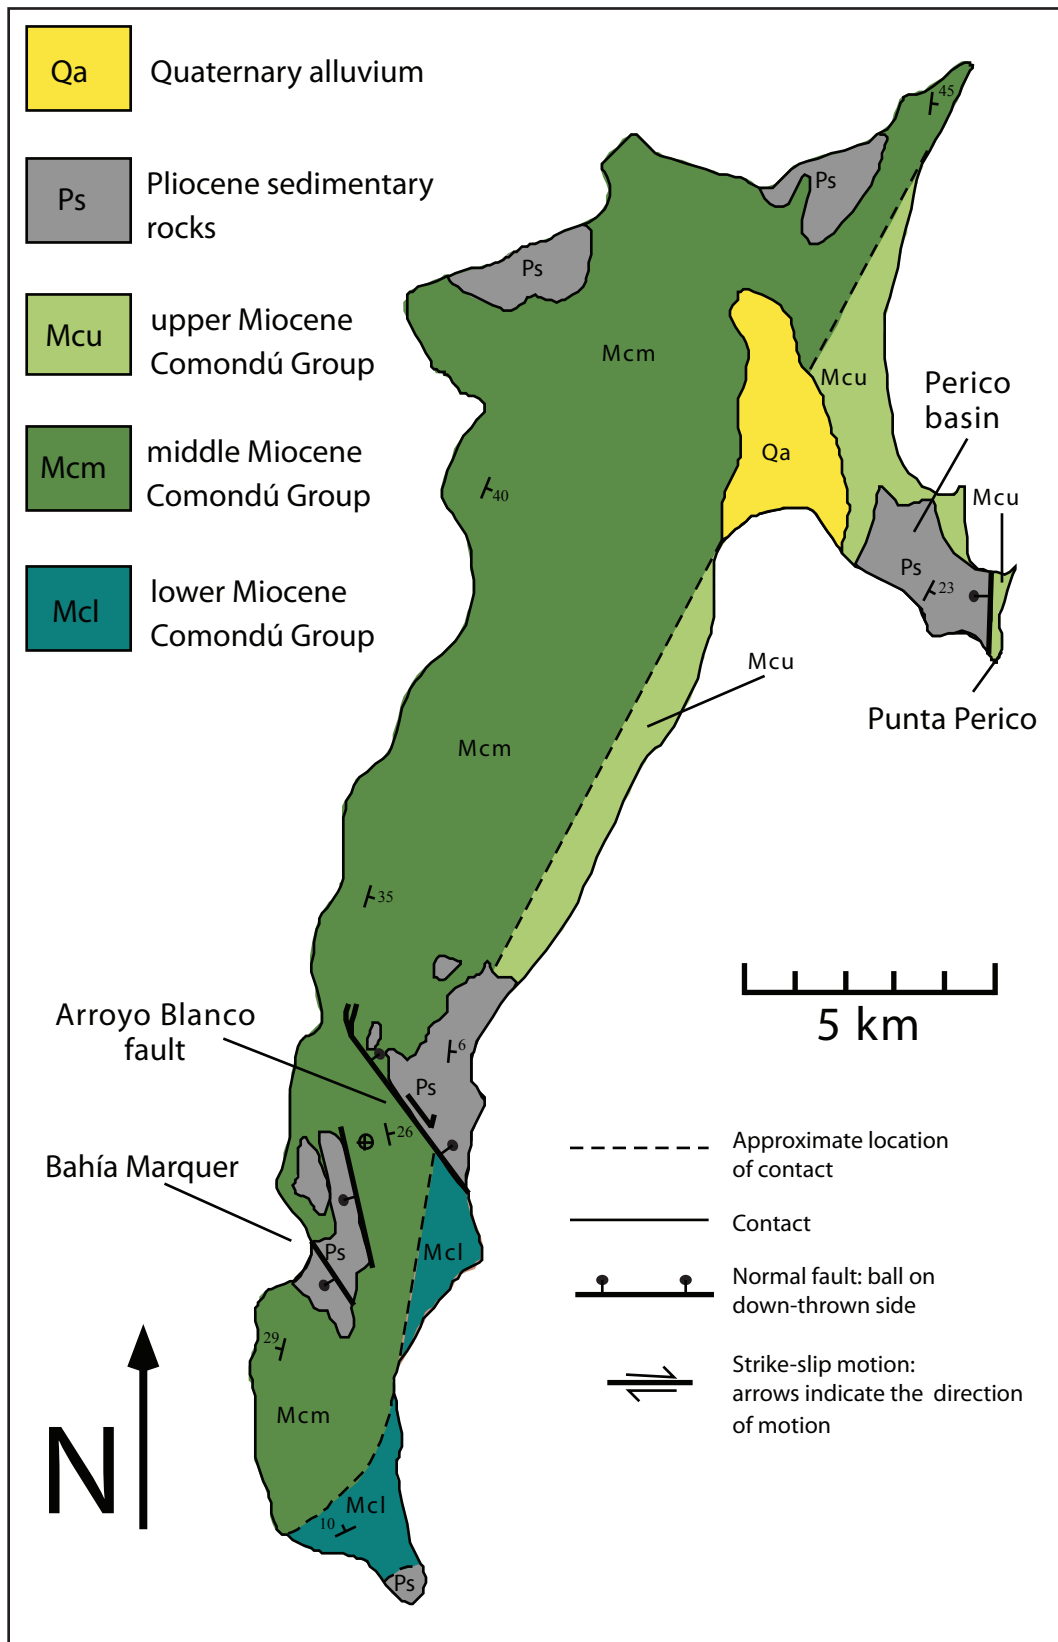 Qa
Quaternary alluvium
Ps
Pliocene sedimentary
rocks
Mcu
upper Miocene
Comondú Group
Mcm
middle Miocene
Comondú Group
Mcl
lower Miocene
Comondú Group
45
Ps
Ps
Mcm
Mcu
Perico
basin
Qa
Mcu
40
Ps
23
Mcu
Punta Perico
Mcm
35
5 km
Arroyo Blanco
fault
6
Ps
26
Bahía Marquer
Ps
Mcl
29
Mcm
Mcl
10
Ps
N
Approximate location
of contact
Contact
Normal fault: ball on
down-thrown side
Strike-slip motion:
arrows indicate the direction
of motion